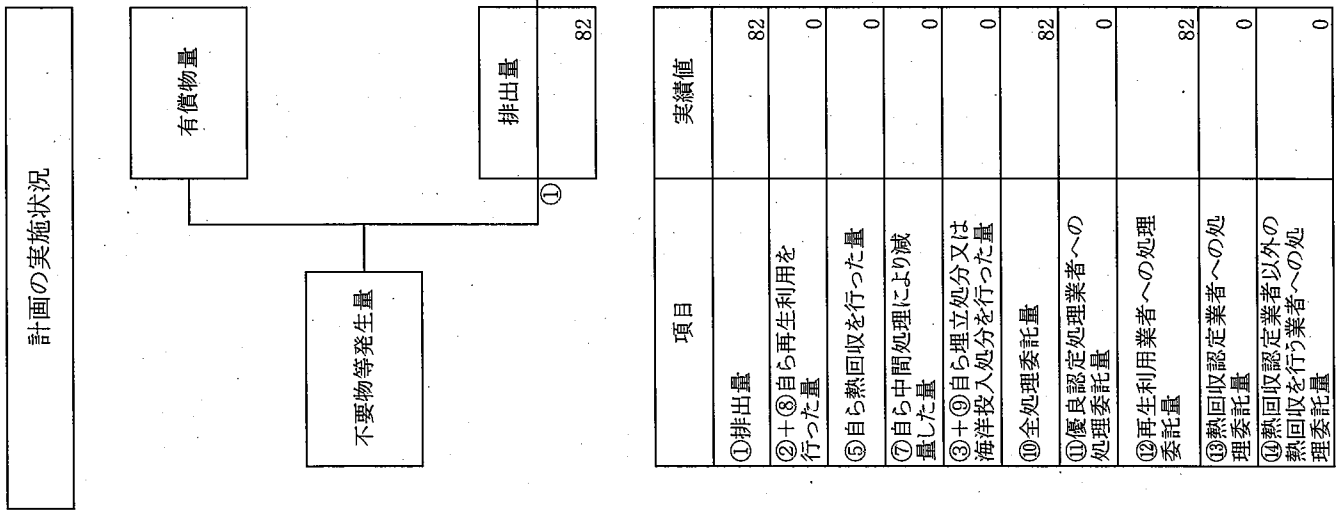 計画の実施状況
有償物量
不要物等発生量
排出量
①
82
項目
実績値
①排出量
82
②+⑧自ら再生利用を
行った量
0
⑤自ら熱回収を行った量
0
⑦自ら中間処理により減
量した量
0
③+⑨自ら埋立処分又は
海洋投入処分を行った量
0
⑩全処理委託量
82
⑪優良認定処理業者への
処理委託量
0
⑫再生利用業者への処理
委託量
82
⑬熱回収認定業者への処
理委託量
0
⑭熱回収認定業者以外の
熱回収を行う業者への処
理委託量
0